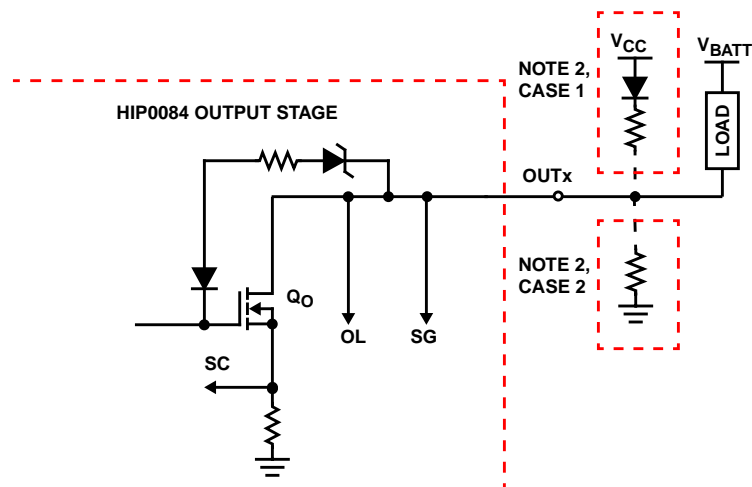 V_CC
V_BATT
NOTE 2,
CASE 1
HIP0084 OUTPUT STAGE
LOAD
OUTx
NOTE 2,
CASE 2
Q_O
OL
SG
SC